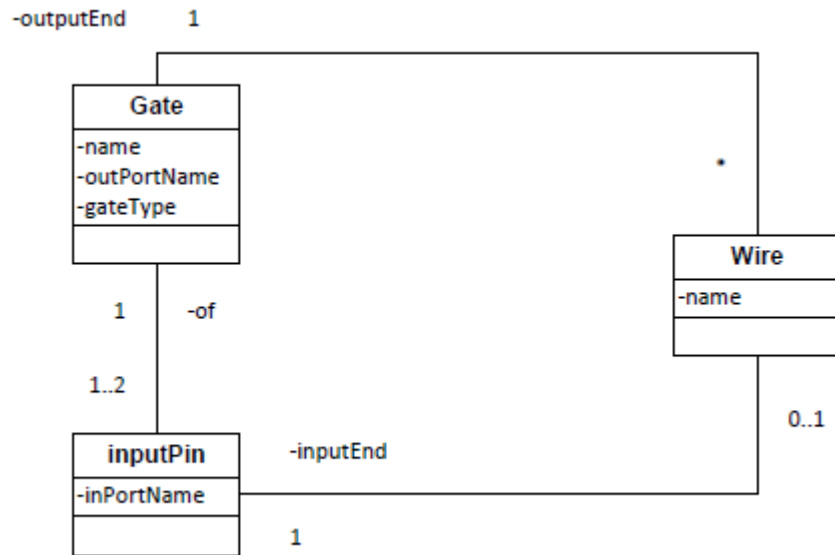 -outputEnd 1
Gate
-name
-outPortName
-gateType
*
Wire
-name
1 -of
1..2
0..1
inputPin
-inPortName
-inputEnd
1